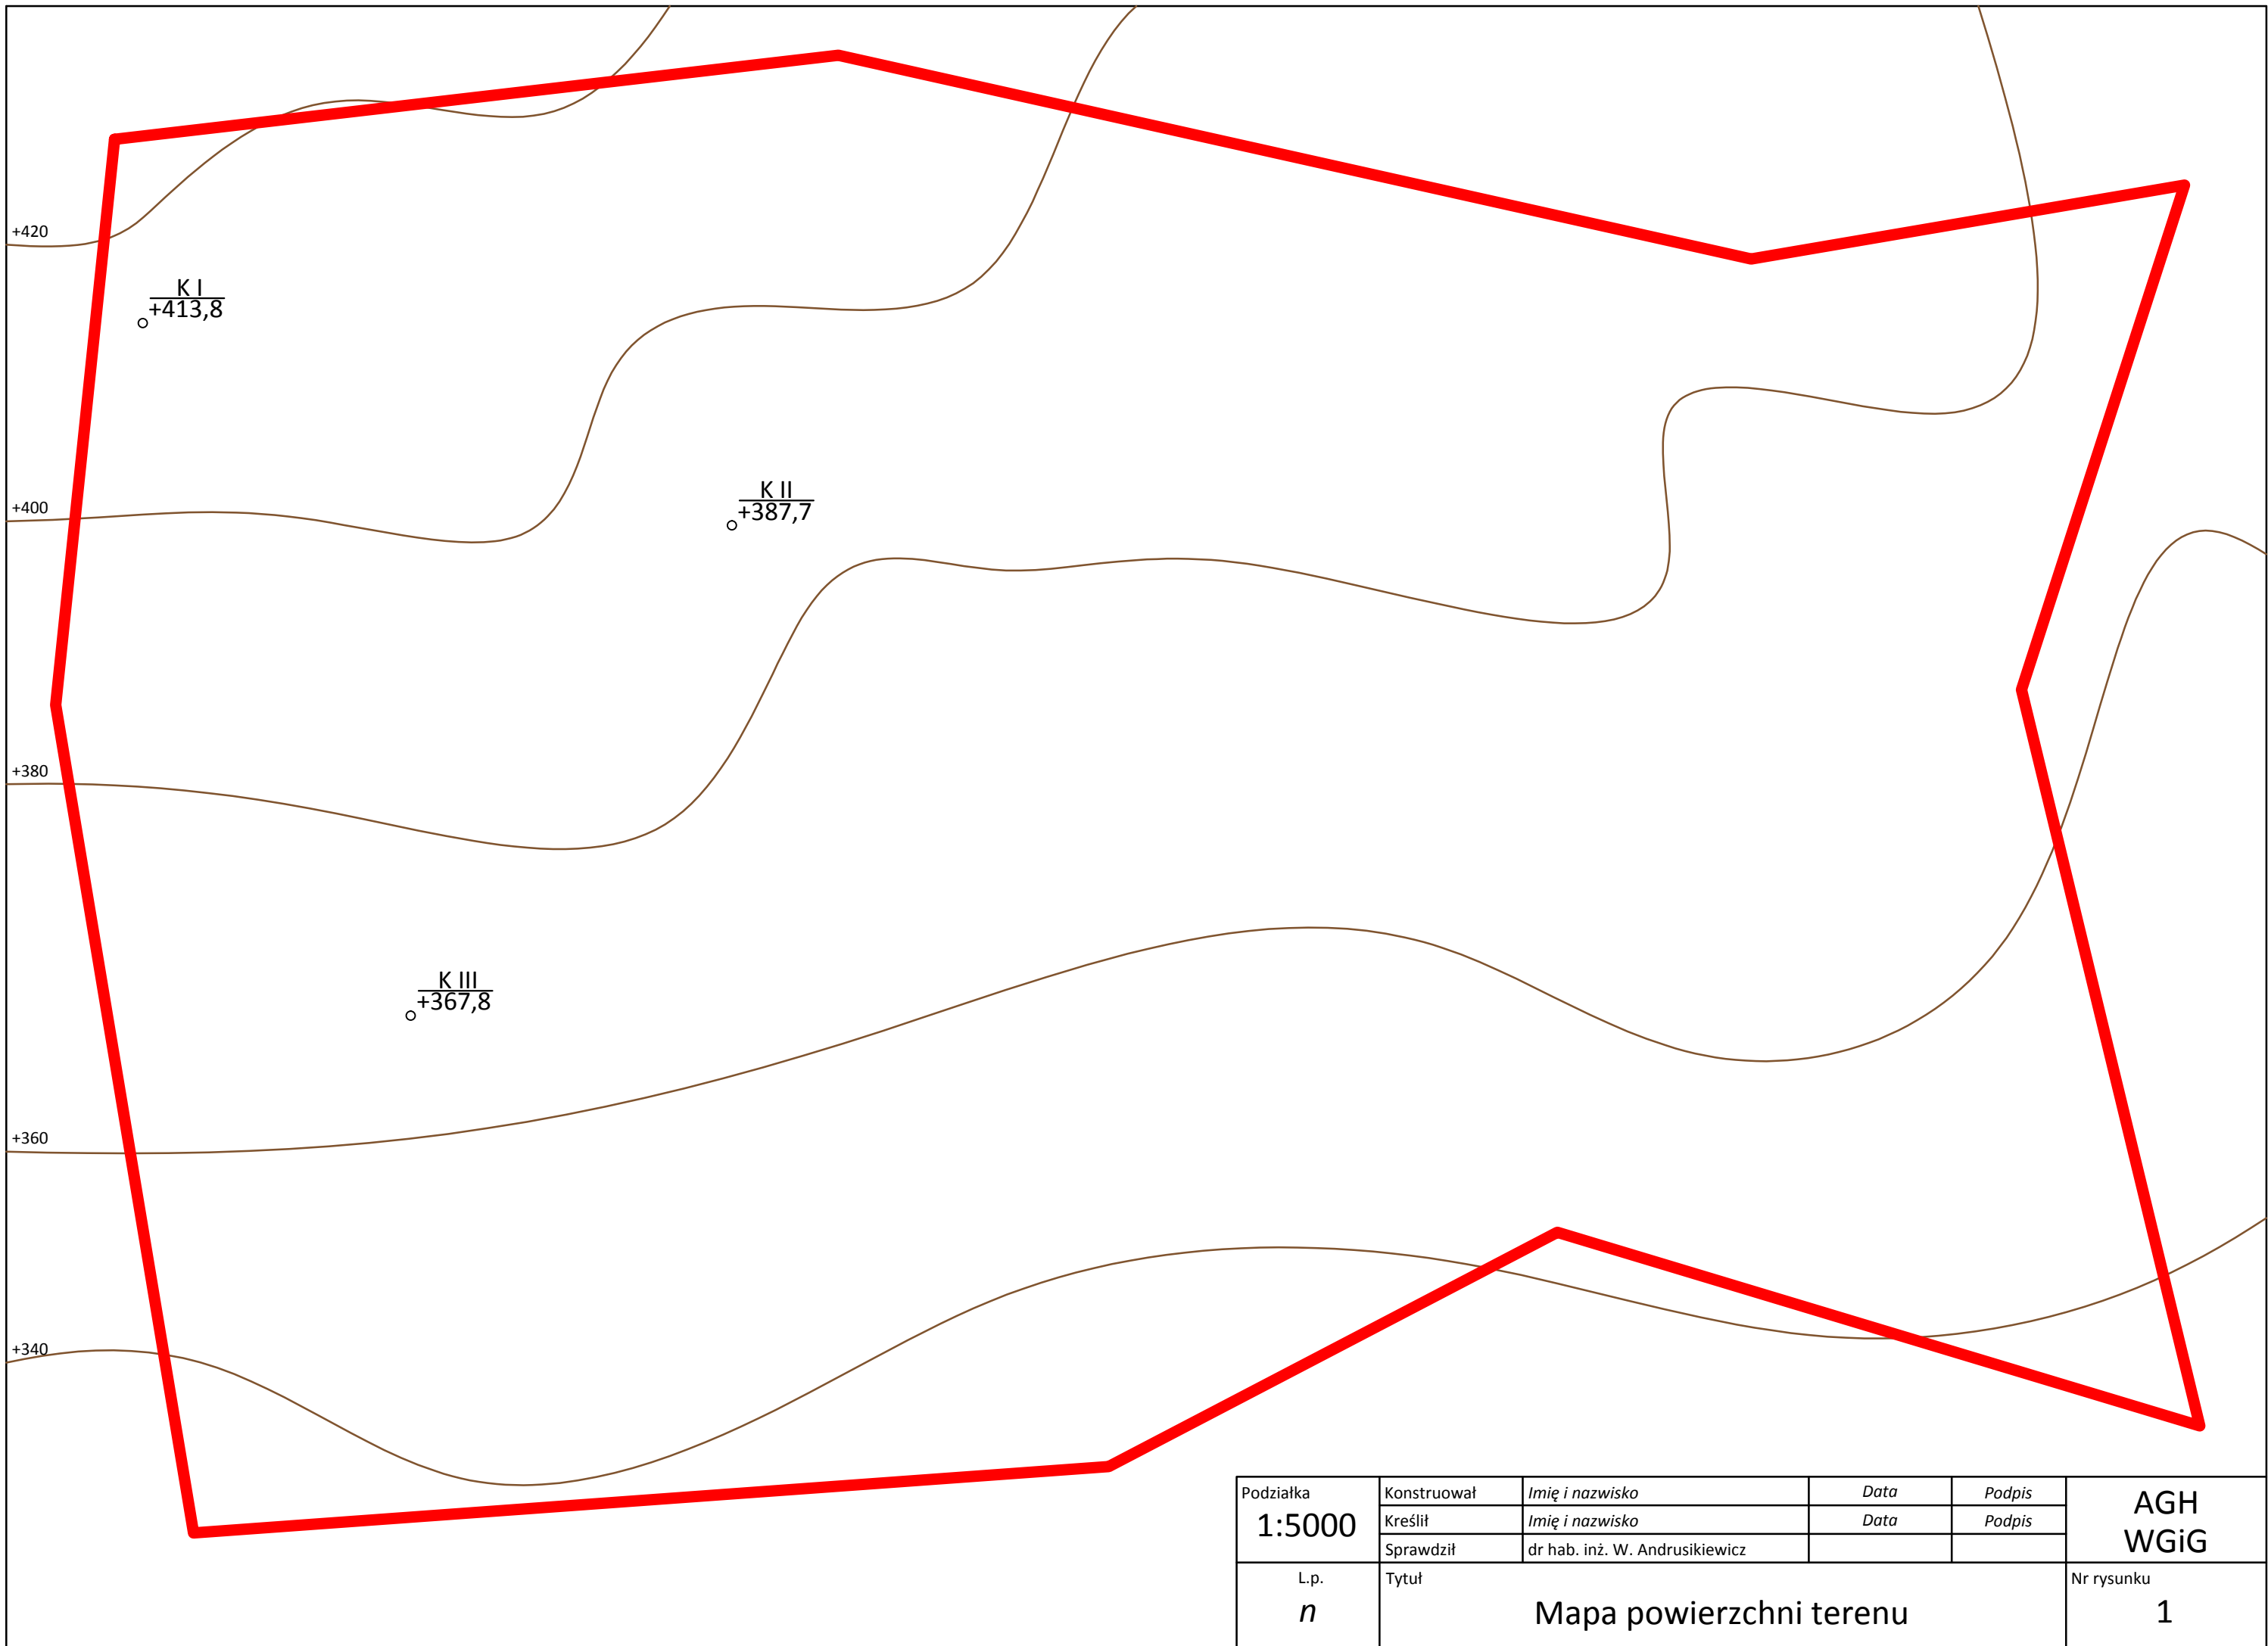 +420
K I
+413,8
+400
K II
+387,7
+380
K III
+367,8
+360
+340
Podziałka
1:5000
Konstruował Imię i nazwisko Data Podpis
Kreślił Imię i nazwisko Data Podpis
Sprawdził dr hab. inż. W. Andrusikiewicz
AGH
WGiG
L.p.
n
Tytuł
Mapa powierzchni terenu
Nr rysunku
1